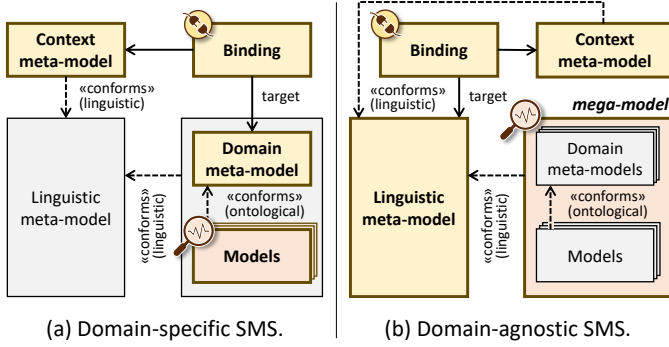 Context
meta-model
Binding
«conforms»
(linguistic)
target
Linguistic
meta-model
Domain
meta-model
«conforms»
(linguistic)
«conforms»
(ontological)
Models
(a) Domain-specific SMS.
Binding
Context
meta-model
«conforms»
(linguistic)
target
mega-model
Linguistic
meta-model
Domain
meta-models
«conforms»
(linguistic)
«conforms»
(ontological)
Models
(b) Domain-agnostic SMS.